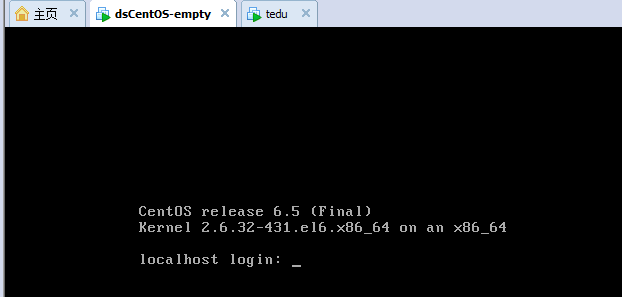 主页 dsCentOS-empty tedu
CentOS release 6.5 (Final)
Kernel 2.6.32-431.el6.x86_64 on an x86_64
localhost login: _